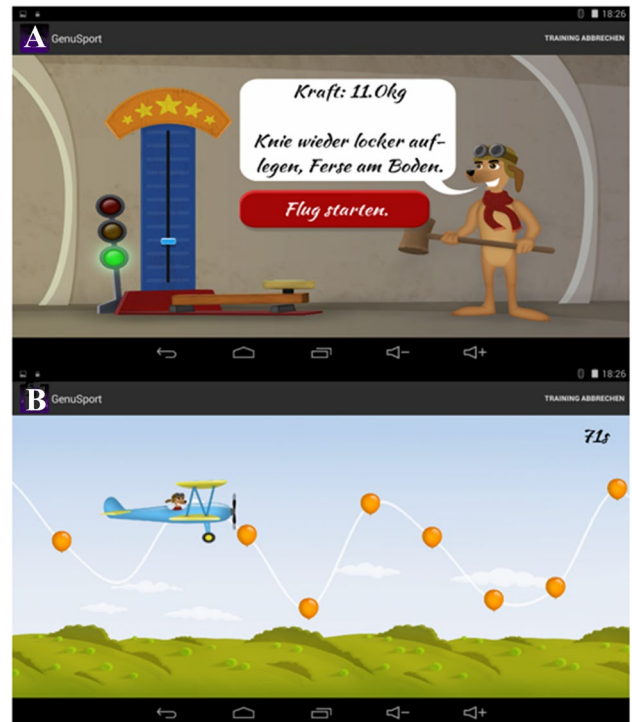 18:26
A GenuSport TRAINING ABBRECHEN
Kraft: 11.0kg
Knie wieder locker auf-
legen, Ferse am Boden.
Flug starten.
18:26
B GenuSport TRAINING ABBRECHEN
71s